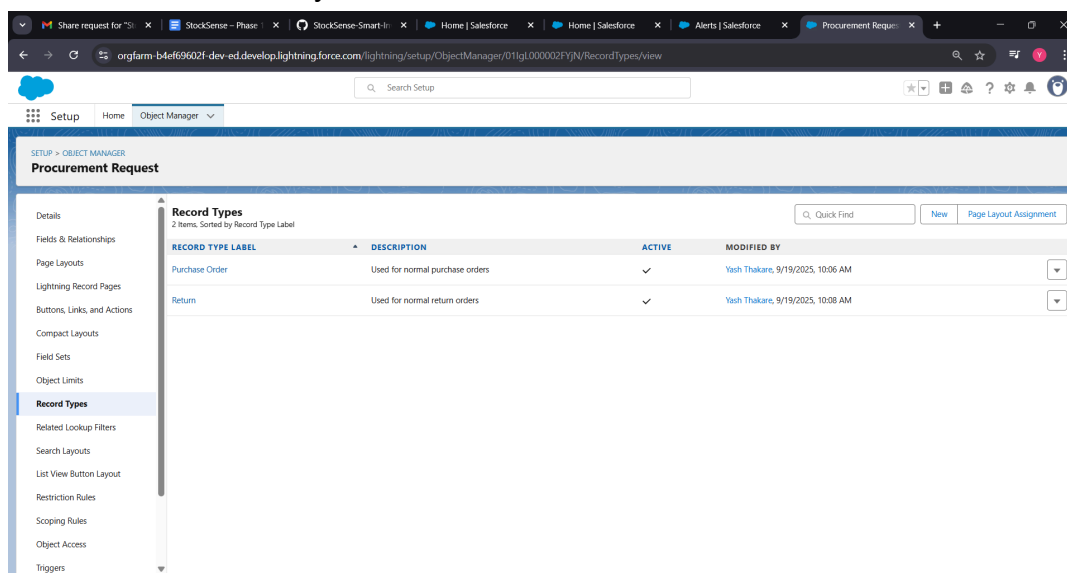 Share request for "St
StockSense – Phase 1
StockSense-Smart-In
Home | Salesforce
Home | Salesforce
Alerts | Salesforce
Procurement Reques
orgfarm-b4ef69602f-dev-ed.develop.lightning.force.com/lightning/setup/ObjectManager/01IgL000002FYjN/RecordTypes/view
Y
Search Setup
Setup
Home
Object Manager
SETUP > OBJECT MANAGER
Procurement Request
Details
Fields & Relationships
Page Layouts
Lightning Record Pages
Buttons, Links, and Actions
Compact Layouts
Field Sets
Object Limits
Record Types
Related Lookup Filters
Search Layouts
List View Button Layout
Restriction Rules
Scoping Rules
Object Access
Triggers
Record Types
2 Items, Sorted by Record Type Label
Quick Find
New
Page Layout Assignment
RECORD TYPE LABEL DESCRIPTION ACTIVE MODIFIED BY
Purchase Order Used for normal purchase orders Yash Thakare, 9/19/2025, 10:06 AM
Return Used for normal return orders Yash Thakare, 9/19/2025, 10:08 AM